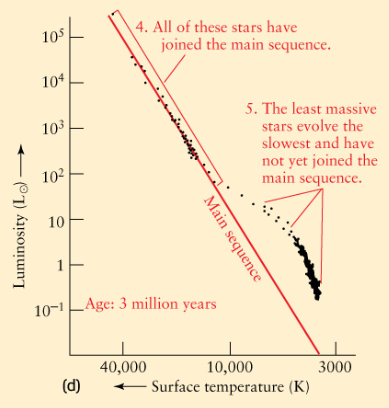 4. All of these stars have
joined the main sequence.
5. The least massive
stars evolve the
slowest and have
not yet joined the
main sequence.
10⁵
10⁴
10³
10²
10
1
10⁻¹
Luminosity (L☉) →
Main sequence
Age: 3 million years
40,000
10,000
3000
(d)
← Surface temperature (K)